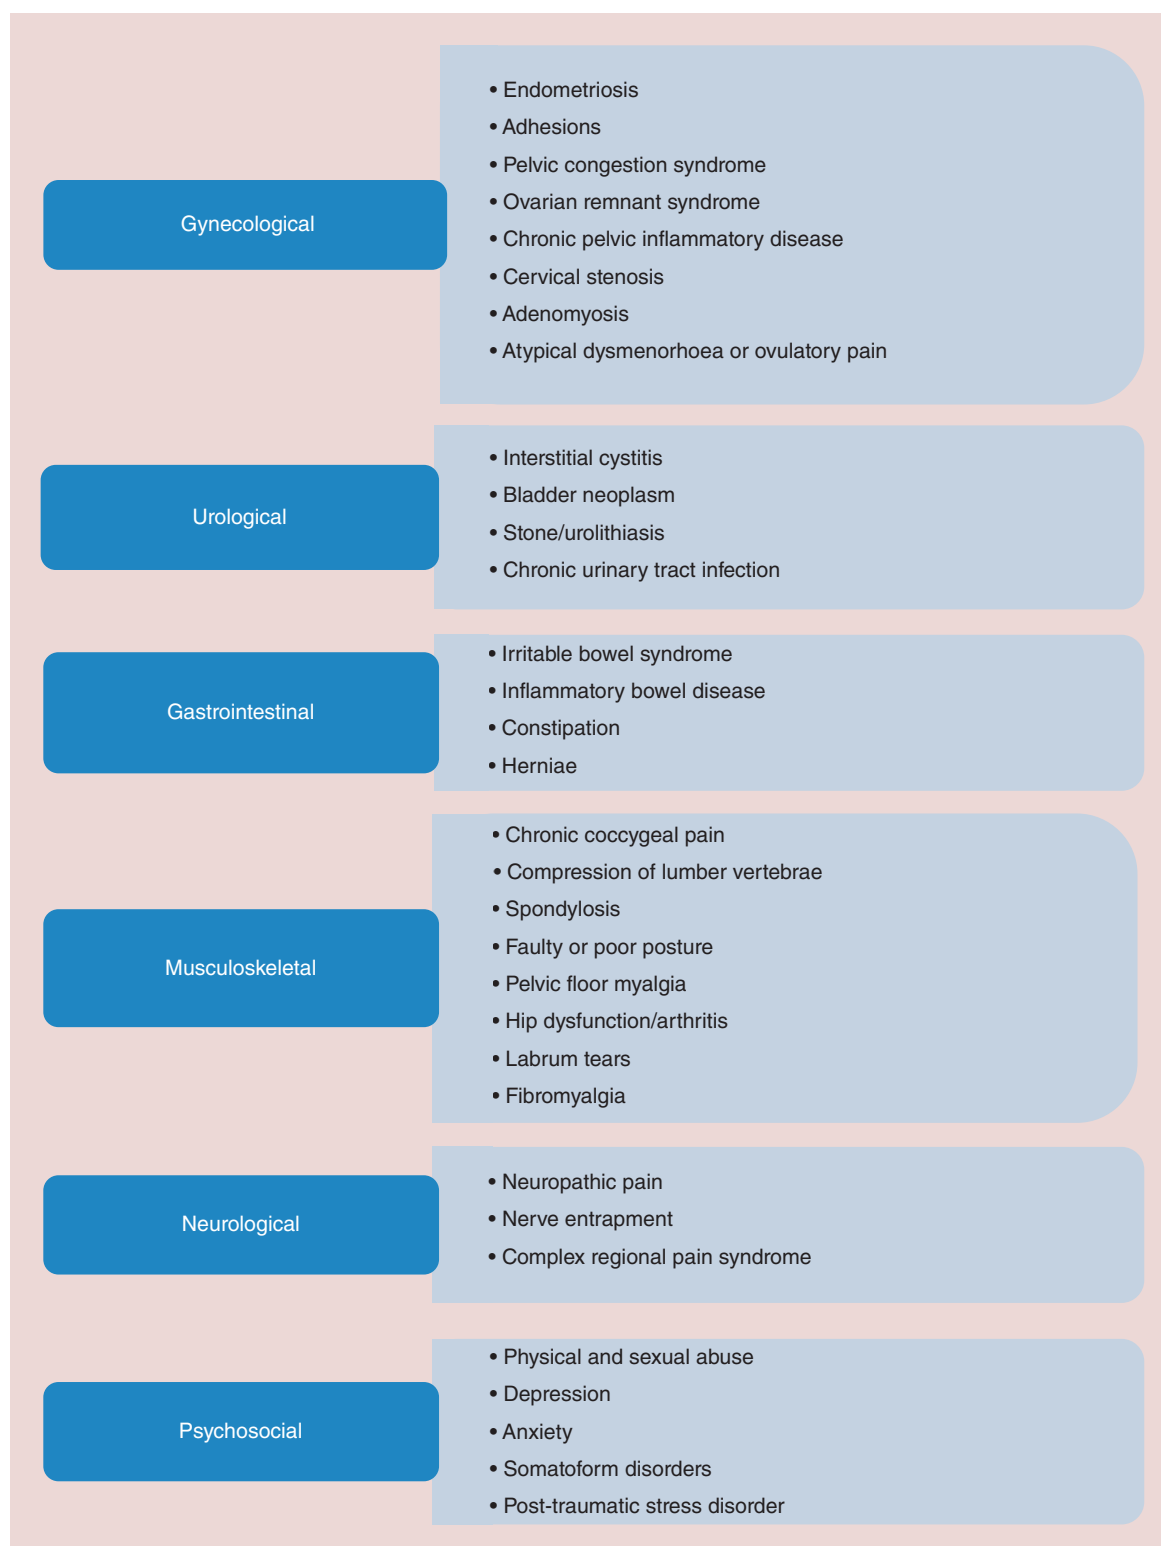 Gynecological
• Endometriosis
• Adhesions
• Pelvic congestion syndrome
• Ovarian remnant syndrome
• Chronic pelvic inflammatory disease
• Cervical stenosis
• Adenomyosis
• Atypical dysmenorhoea or ovulatory pain
Urological
• Interstitial cystitis
• Bladder neoplasm
• Stone/urolithiasis
• Chronic urinary tract infection
Gastrointestinal
• Irritable bowel syndrome
• Inflammatory bowel disease
• Constipation
• Herniae
Musculoskeletal
• Chronic coccygeal pain
• Compression of lumber vertebrae
• Spondylosis
• Faulty or poor posture
• Pelvic floor myalgia
• Hip dysfunction/arthritis
• Labrum tears
• Fibromyalgia
Neurological
• Neuropathic pain
• Nerve entrapment
• Complex regional pain syndrome
Psychosocial
• Physical and sexual abuse
• Depression
• Anxiety
• Somatoform disorders
• Post-traumatic stress disorder